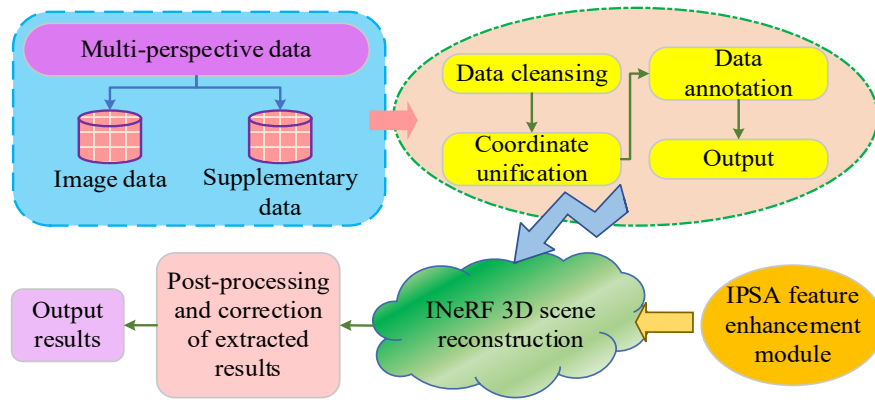 Multi-perspective data
Image data
Supplementary
data
Data cleansing
Coordinate
unification
Data
annotation
Output
Output
results
Post-processing
and correction
of extracted
results
INeRF 3D scene
reconstruction
IPSA feature
enhancement
module